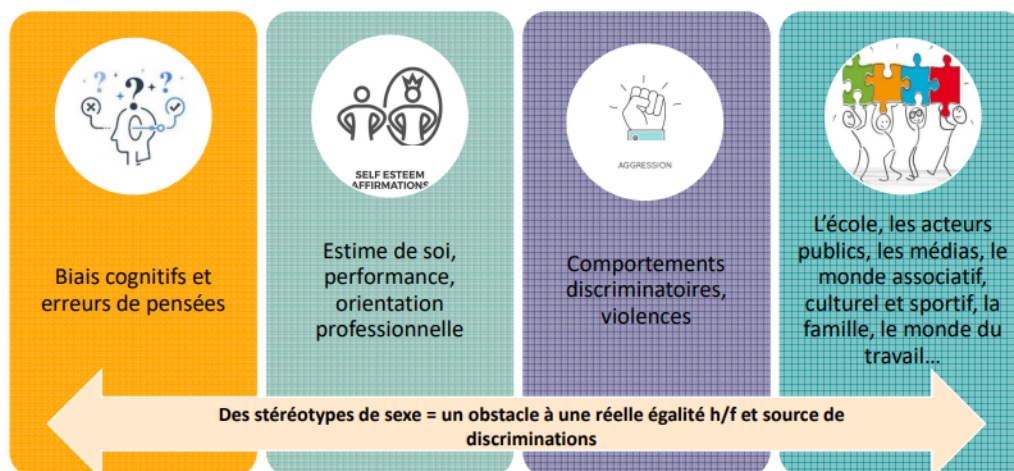 SELF ESTEEM
AFFIRMATIONS
AGGRESSION
Biais cognitifs et
erreurs de pensées
Estime de soi,
performance,
orientation
professionnelle
Comportements
discriminatoires,
violences
L'école, les acteurs
publics, les médias, le
monde associatif,
culturel et sportif, la
famille, le monde du
travail…
Des stéréotypes de sexe = un obstacle à une réelle égalité h/f et source de
discriminations